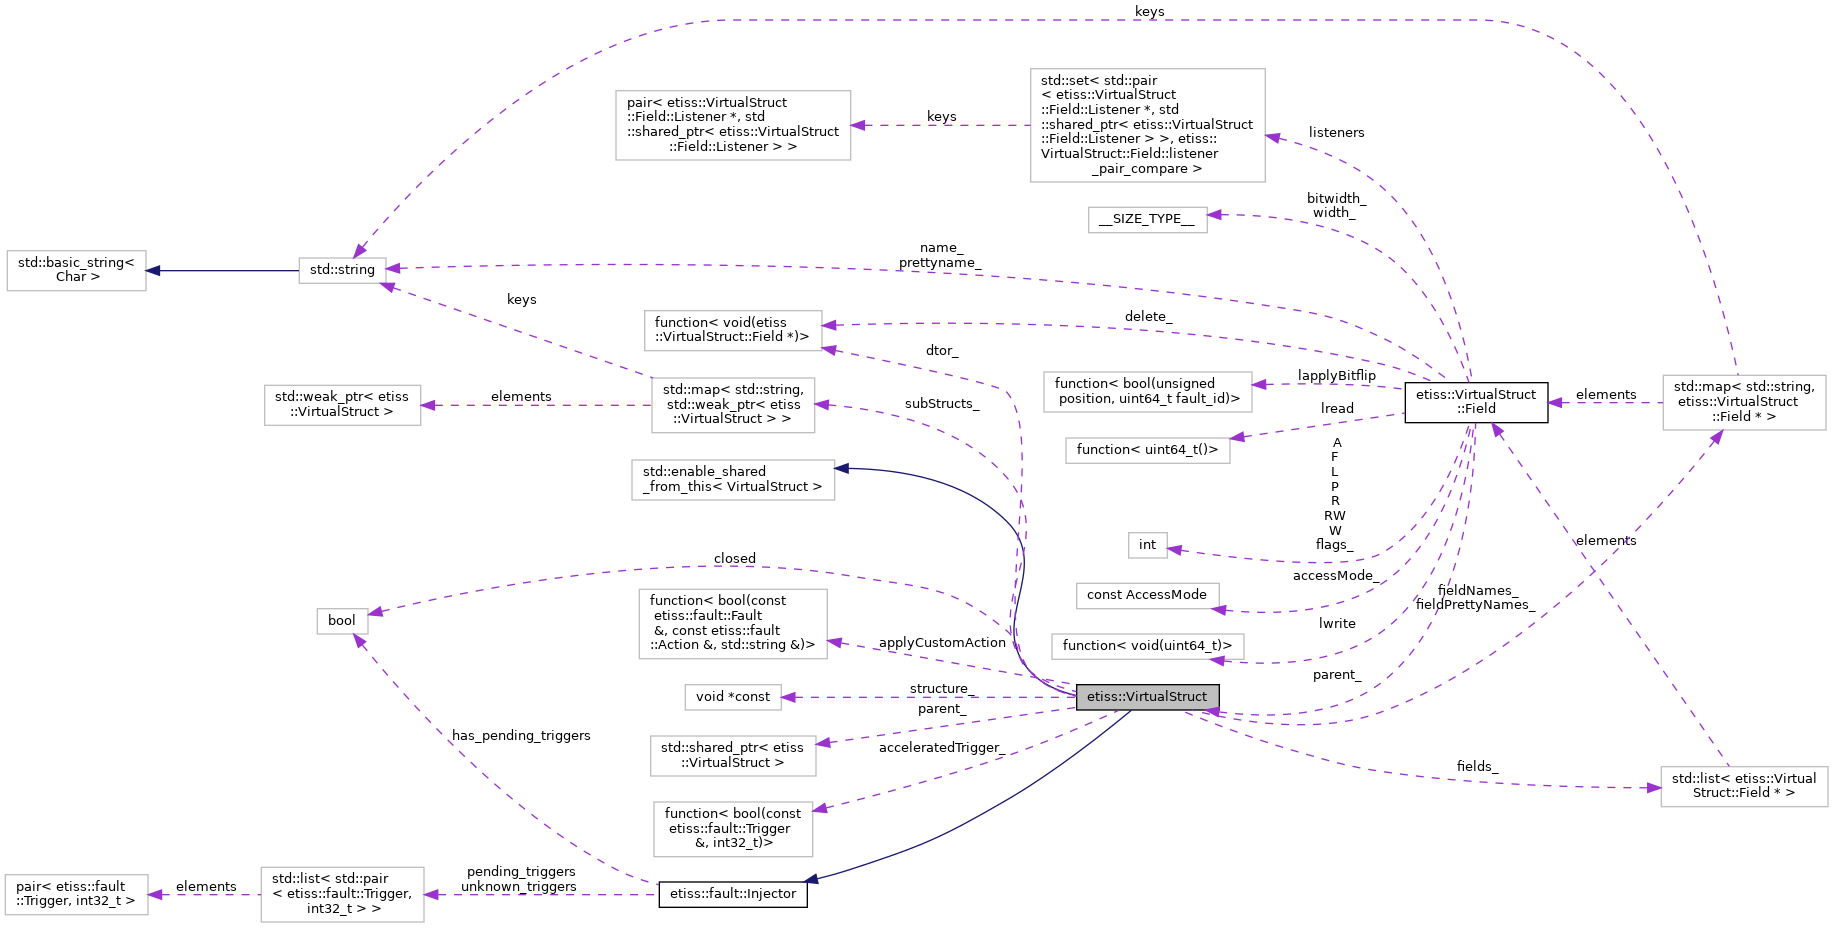 keys
std::set< std::pair
< etiss::VirtualStruct
::Field::Listener *, std
::shared_ptr< etiss::VirtualStruct
::Field::Listener > >, etiss::
VirtualStruct::Field::listener
_pair_compare >
pair< etiss::VirtualStruct
::Field::Listener *, std
::shared_ptr< etiss::VirtualStruct
::Field::Listener > >
keys
listeners
bitwidth_
width_
__SIZE_TYPE__
name_
prettyname_
std::basic_string<
Char >
std::string
keys
function< void(etiss
::VirtualStruct::Field *)>
delete_
dtor_
std::map< std::string,
std::weak_ptr< etiss
::VirtualStruct > >
std::weak_ptr< etiss
::VirtualStruct >
elements
subStructs_
function< bool(unsigned
position, uint64_t fault_id)>
lapplyBitflip
etiss::VirtualStruct
::Field
elements
std::map< std::string,
etiss::VirtualStruct
::Field * >
lread
function< uint64_t()>
A
F
L
P
R
RW
W
flags_
int
std::enable_shared
_from_this< VirtualStruct >
closed
bool
function< bool(const
etiss::fault::Fault
&, const etiss::fault
::Action &, std::string &)>
applyCustomAction
accessMode_
const AccessMode
fieldNames_
fieldPrettyNames_
elements
lwrite
function< void(uint64_t)>
parent_
void *const
structure_
etiss::VirtualStruct
parent_
std::shared_ptr< etiss
::VirtualStruct >
acceleratedTrigger_
has_pending_triggers
fields_
std::list< etiss::Virtual
Struct::Field * >
function< bool(const
etiss::fault::Trigger
&, int32_t)>
pair< etiss::fault
::Trigger, int32_t >
elements
std::list< std::pair
< etiss::fault::Trigger,
int32_t > >
pending_triggers
unknown_triggers
etiss::fault::Injector